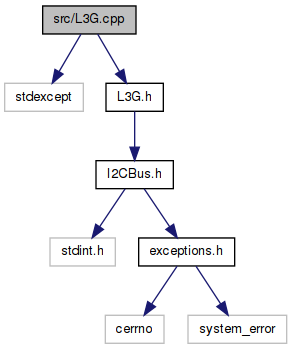 src/L3G.cpp
stdexcept
L3G.h
I2CBus.h
stdint.h
exceptions.h
cerrno
system_error